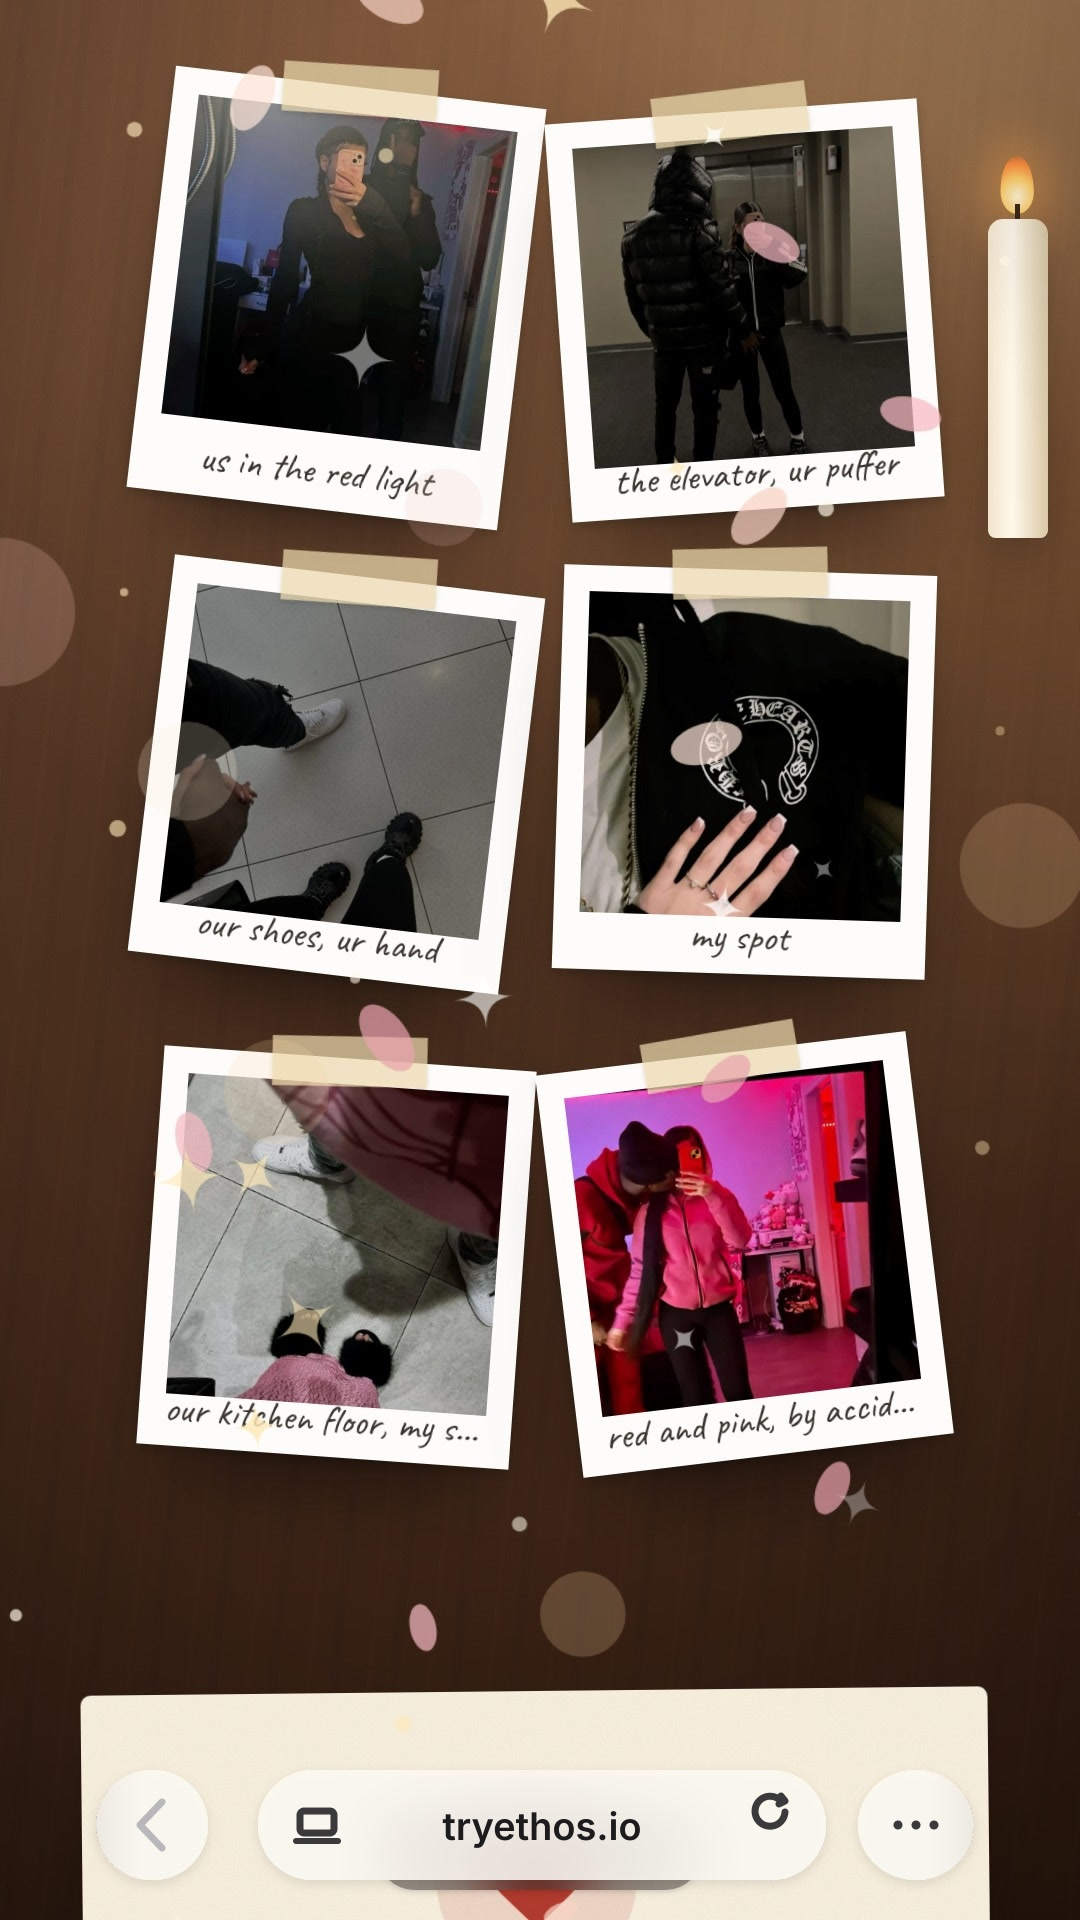 us in the red light
the elevator, ur puffer
HEARTS
our shoes, ur hand
my spot
our kitchen floor, my s...
red and pink, by accid...
tryethos.io